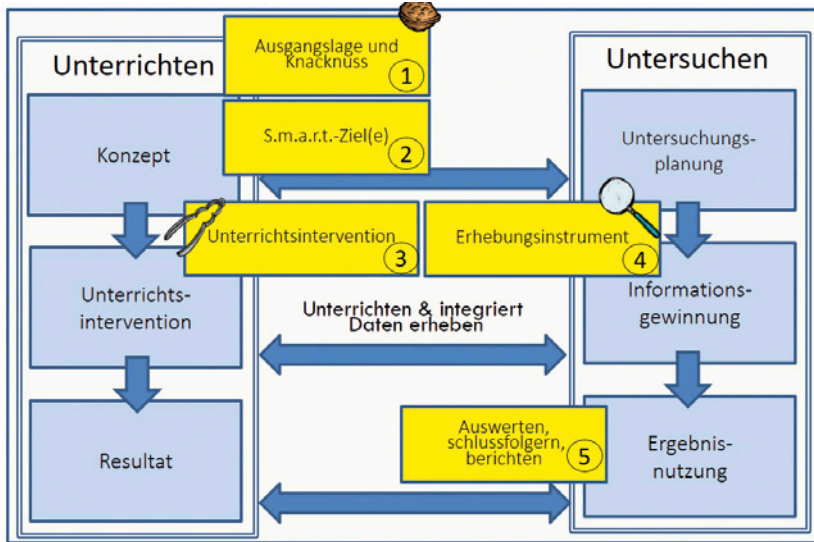 Unterrichten
Ausgangslage und
Knacknuss
1
Untersuchen
Konzept
S.m.a.r.t.-Ziel(e)
2
Untersuchungs-
planung
Unterrichtsintervention
3
Erhebungsinstrument
4
Unterrichts-
intervention
Unterrichten & integriert
Daten erheben
Informations-
gewinnung
Resultat
Auswerten,
schlussfolgern,
berichten
5
Ergebnis-
nutzung